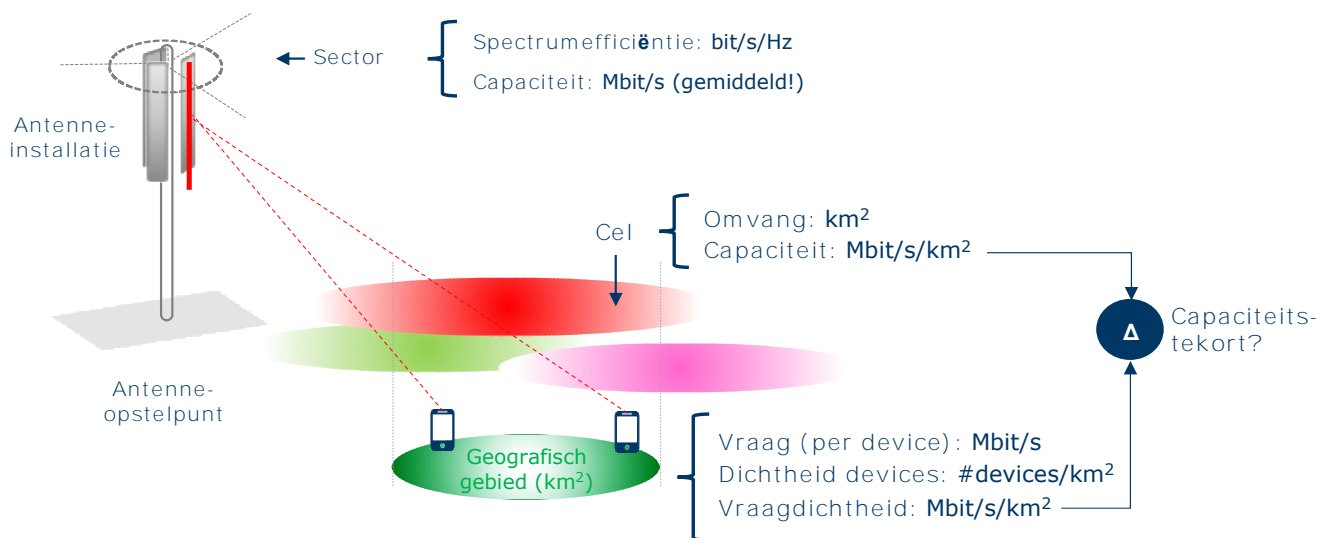 Spectrumefficiëntie: bit/s/Hz
Sector
Capaciteit: Mbit/s (gemiddeld!)
Antenne-
installatie
Omvang: km²
Cel
Capaciteit: Mbit/s/km²
Δ
Capaciteits-
tekort?
Antenne-
opstelpunt
Geografisch
gebied (km²)
Vraag (per device): Mbit/s
Dichtheid devices: #devices/km²
Vraagdichtheid: Mbit/s/km²